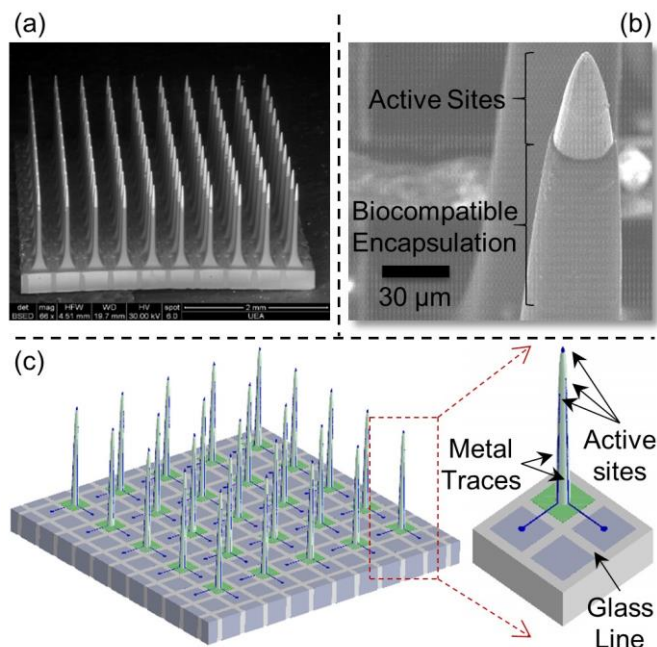 (a)
det mag HFW WD HV spot
BSED 66 x 4.51 mm 19.7 mm 30.00 kV 6.0
2 mm
UEA
(b)
Active Sites
Biocompatible
Encapsulation
30 µm
(c)
Metal
Traces
Active
sites
Glass
Line